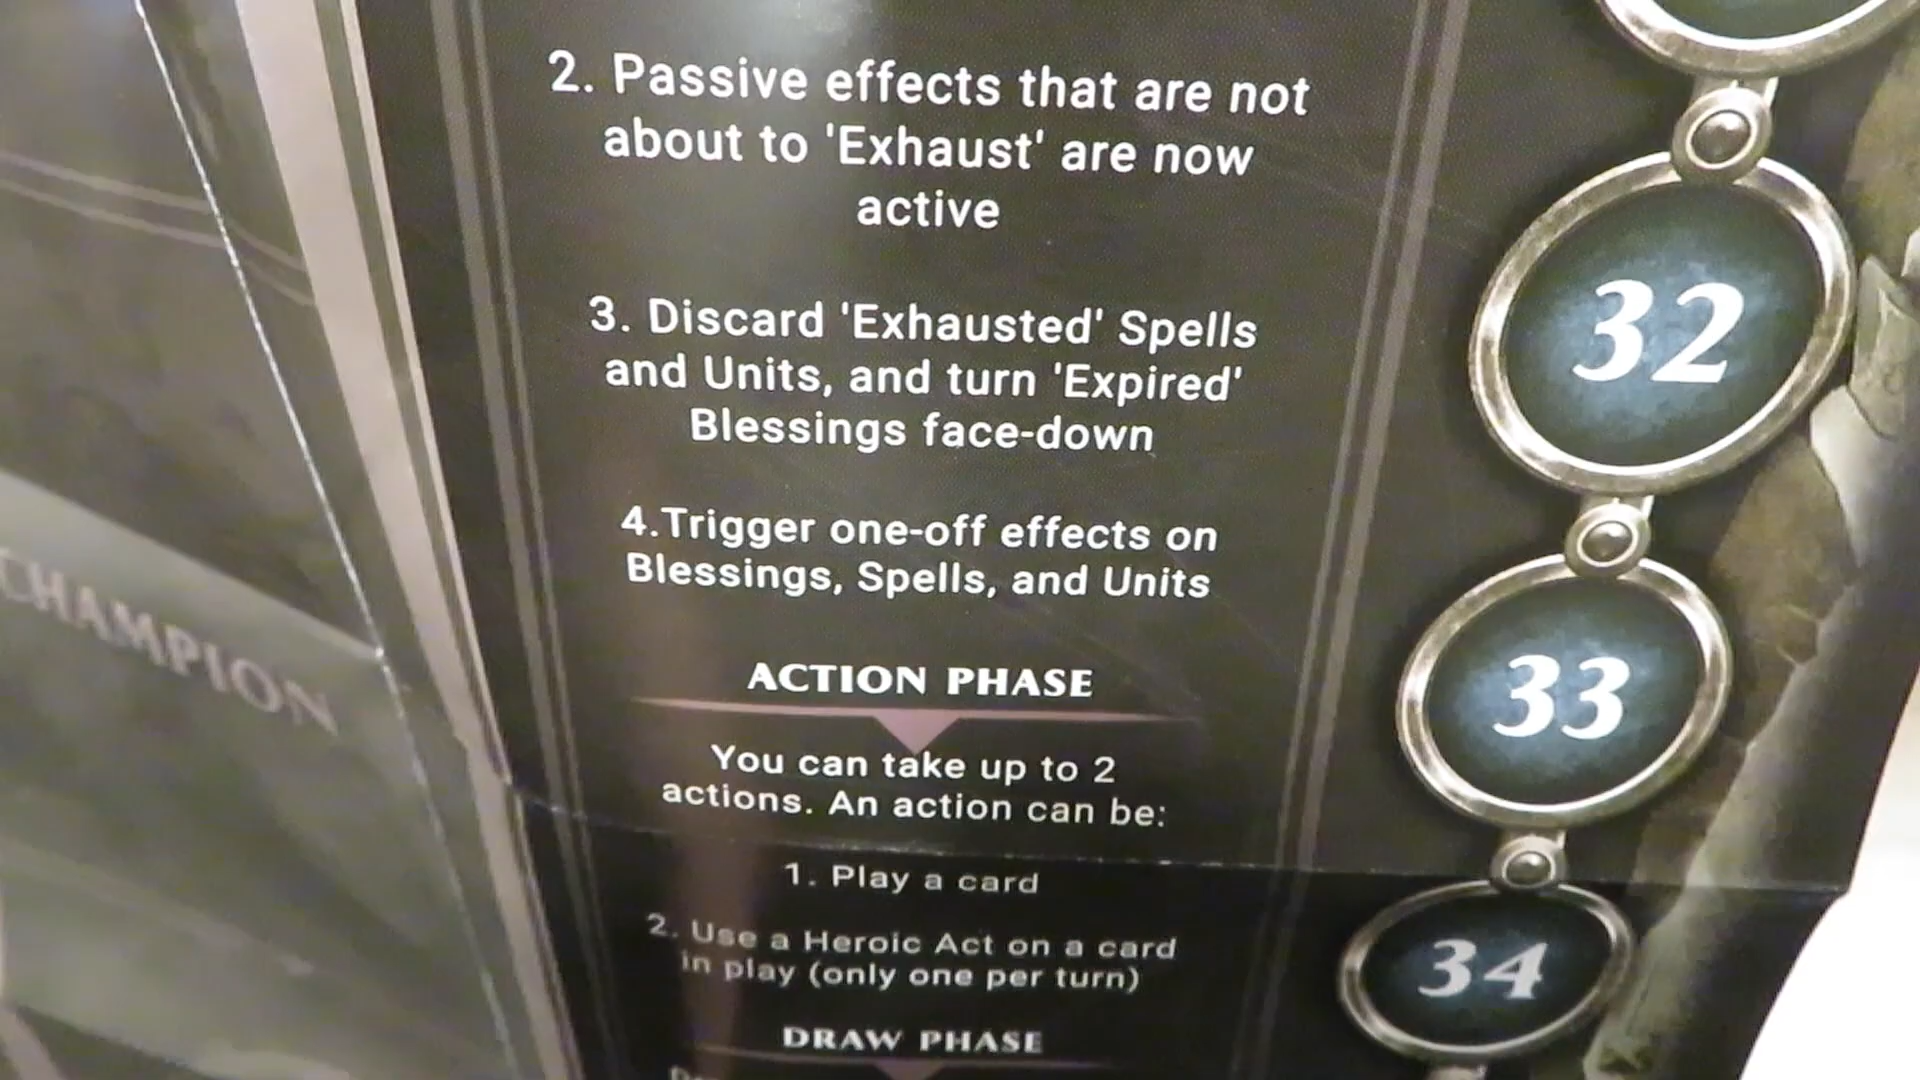 2. Passive effects that are not
about to 'Exhaust' are now
active
3. Discard 'Exhausted' Spells
and Units, and turn 'Expired'
Blessings face-down
4.Trigger one-off effects on
Blessings, Spells, and Units
ACTION PHASE
You can take up to 2
actions. An action can be:
1. Play a card
2. Use a Heroic Act on a card
in play (only one per turn)
DRAW PHASE
32
33
34
CHAMPION